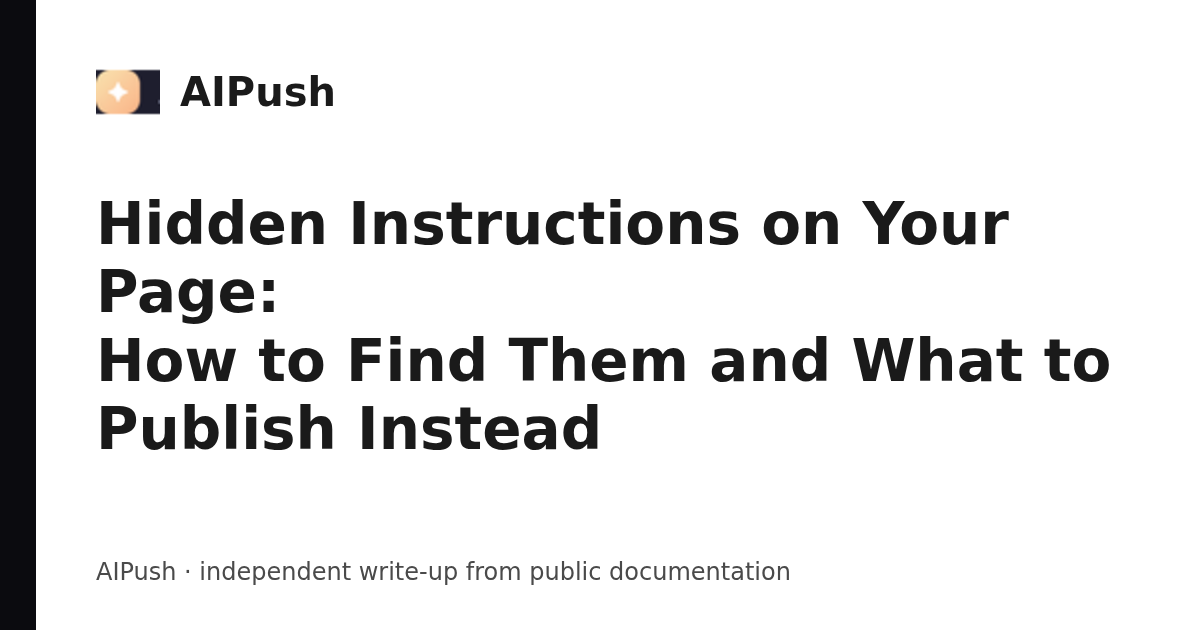 AIPush
Hidden Instructions on Your
Page:
How to Find Them and What to
Publish Instead
AIPush · independent write-up from public documentation